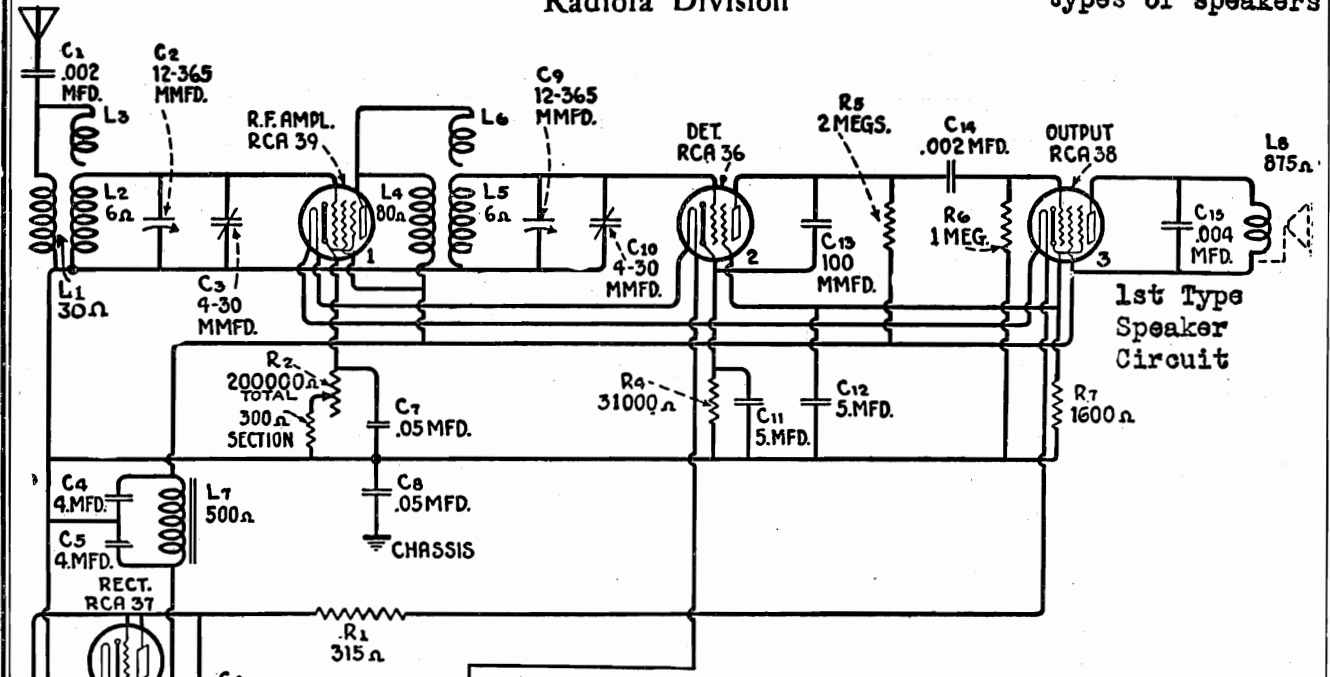 Radiola Division
types of speakers
C1
.002
MFD.
C2
12-365
MMFD.
L3
R.F. AMPL.
RCA 39
L6
C9
12-365
MMFD.
DET.
RCA 36
R5
2 MEGS.
C14
.002 MFD.
OUTPUT
RCA 38
L8
875Ω
L2
6Ω
L4
80Ω
L5
6Ω
R6
1 MEG.
C15
.004
MFD.
L1
30Ω
C3
4-30
MMFD.
1
C10
4-30
MMFD.
2
C13
100
MMFD.
3
1st Type
Speaker
Circuit
R2
200000Ω
TOTAL
300Ω
SECTION
C7
.05 MFD.
R4
31000Ω
C11
5. MFD.
C12
5. MFD.
R7
1600Ω
C4
4. MFD.
L7
500Ω
C8
.05 MFD.
C5
4. MFD.
CHASSIS
RECT.
RCA 37
R1
315Ω